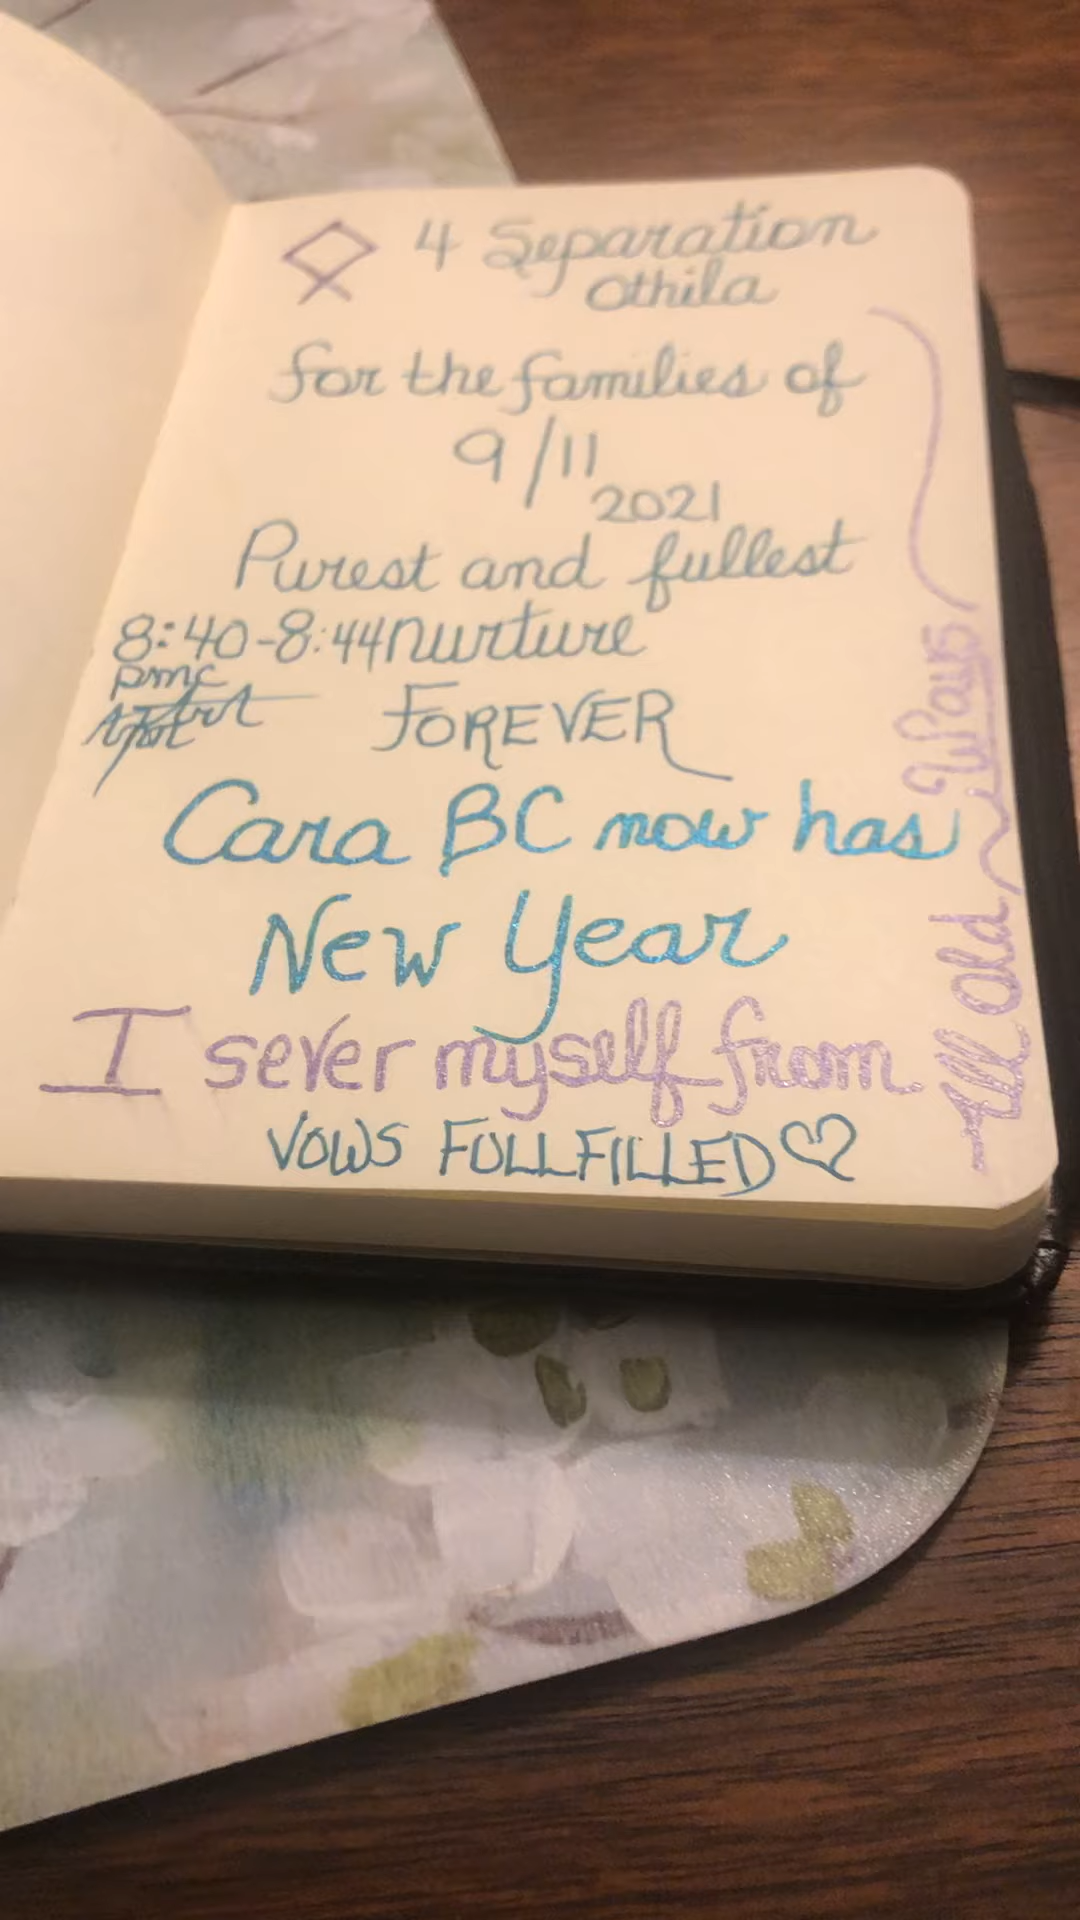 4 Separation
Othila
for the families of
9/11
2021
Purest and fullest
8:40-8:44 nurture
pmc
FOREVER
Cara BC now has
New Year
I sever myself from
All Old Ways
VOWS FULLFILLED